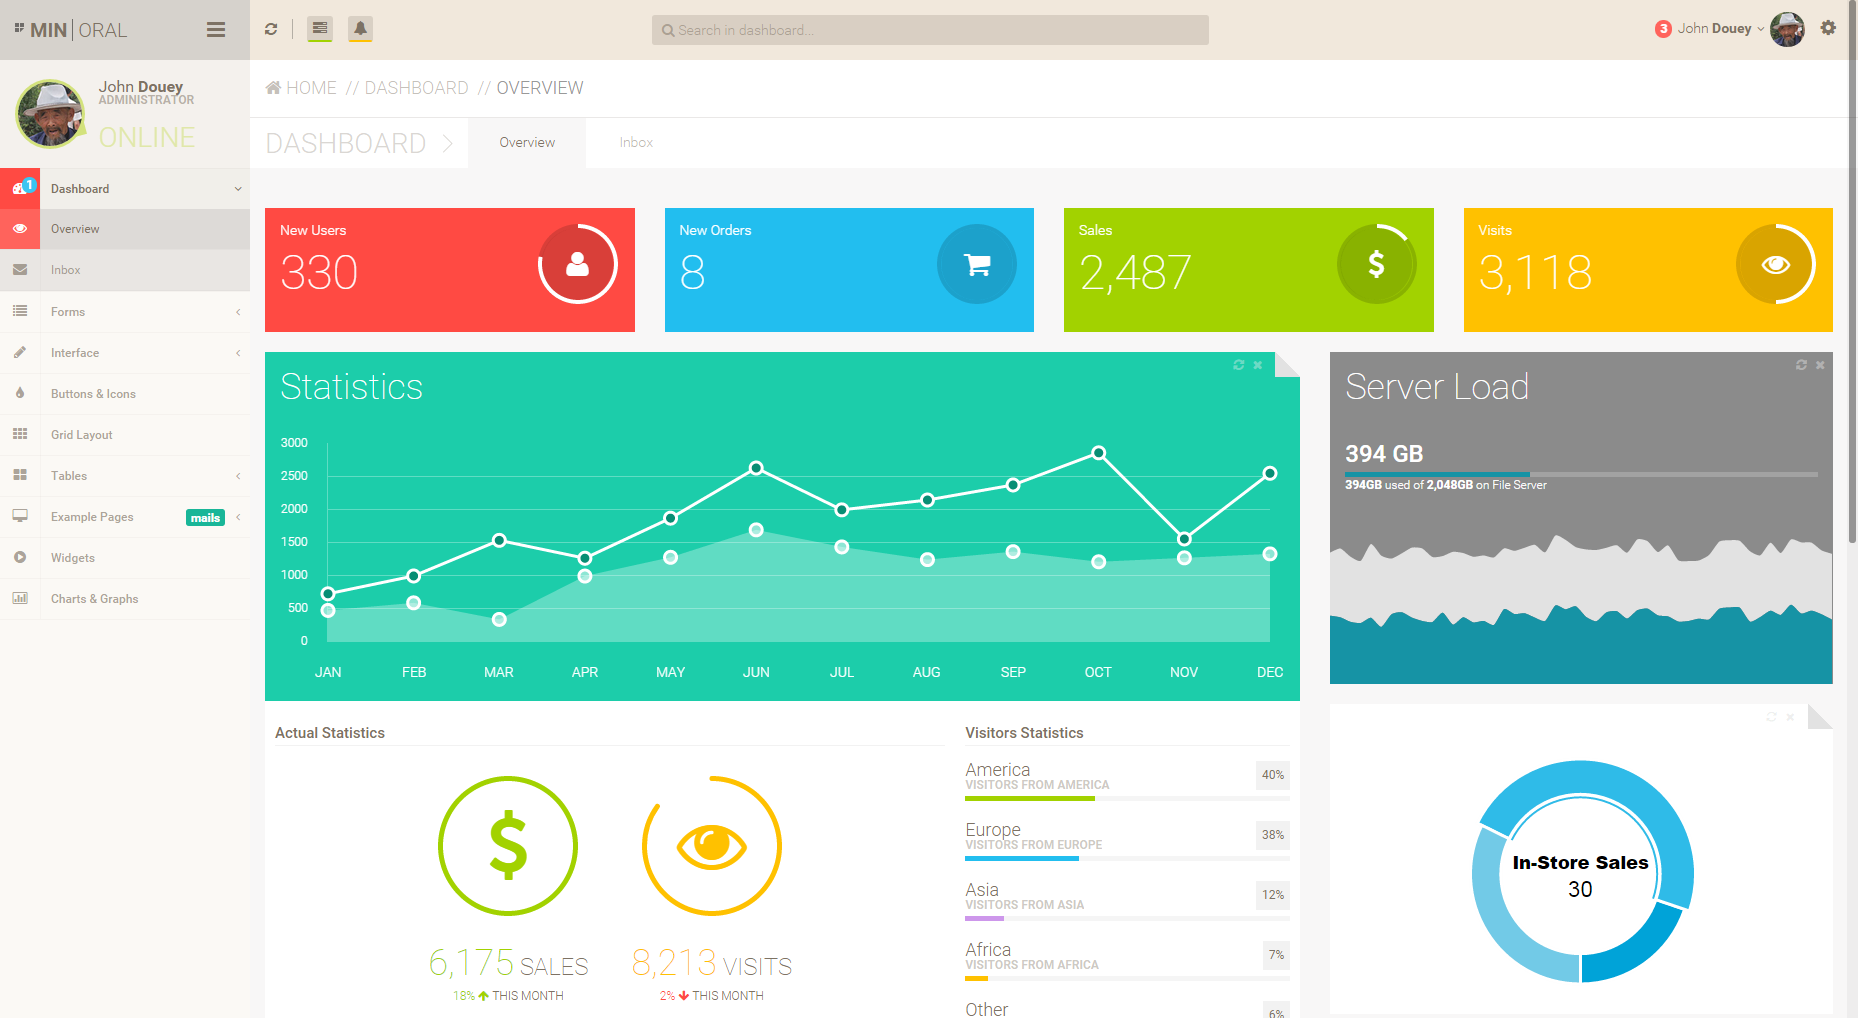 MIN|ORAL
Search in dashboard...
3 John Douey
John Douey
ADMINISTRATOR
ONLINE
HOME // DASHBOARD // OVERVIEW
DASHBOARD
Overview
Inbox
1
Dashboard
Overview
Inbox
Forms
Interface
Buttons & Icons
Grid Layout
Tables
Example Pages mails
Widgets
Charts & Graphs
New Users
330
New Orders
8
Sales
2,487
$
Visits
3,118
Statistics
3000
2500
2000
1500
1000
500
0
JAN FEB MAR APR MAY JUN JUL AUG SEP OCT NOV DEC
Server Load
394 GB
394GB used of 2,048GB on File Server
Actual Statistics
$
6,175 SALES
18% THIS MONTH
8,213 VISITS
2% THIS MONTH
Visitors Statistics
America
VISITORS FROM AMERICA
40%
Europe
VISITORS FROM EUROPE
38%
Asia
VISITORS FROM ASIA
12%
Africa
VISITORS FROM AFRICA
7%
Other
6%
In-Store Sales
30